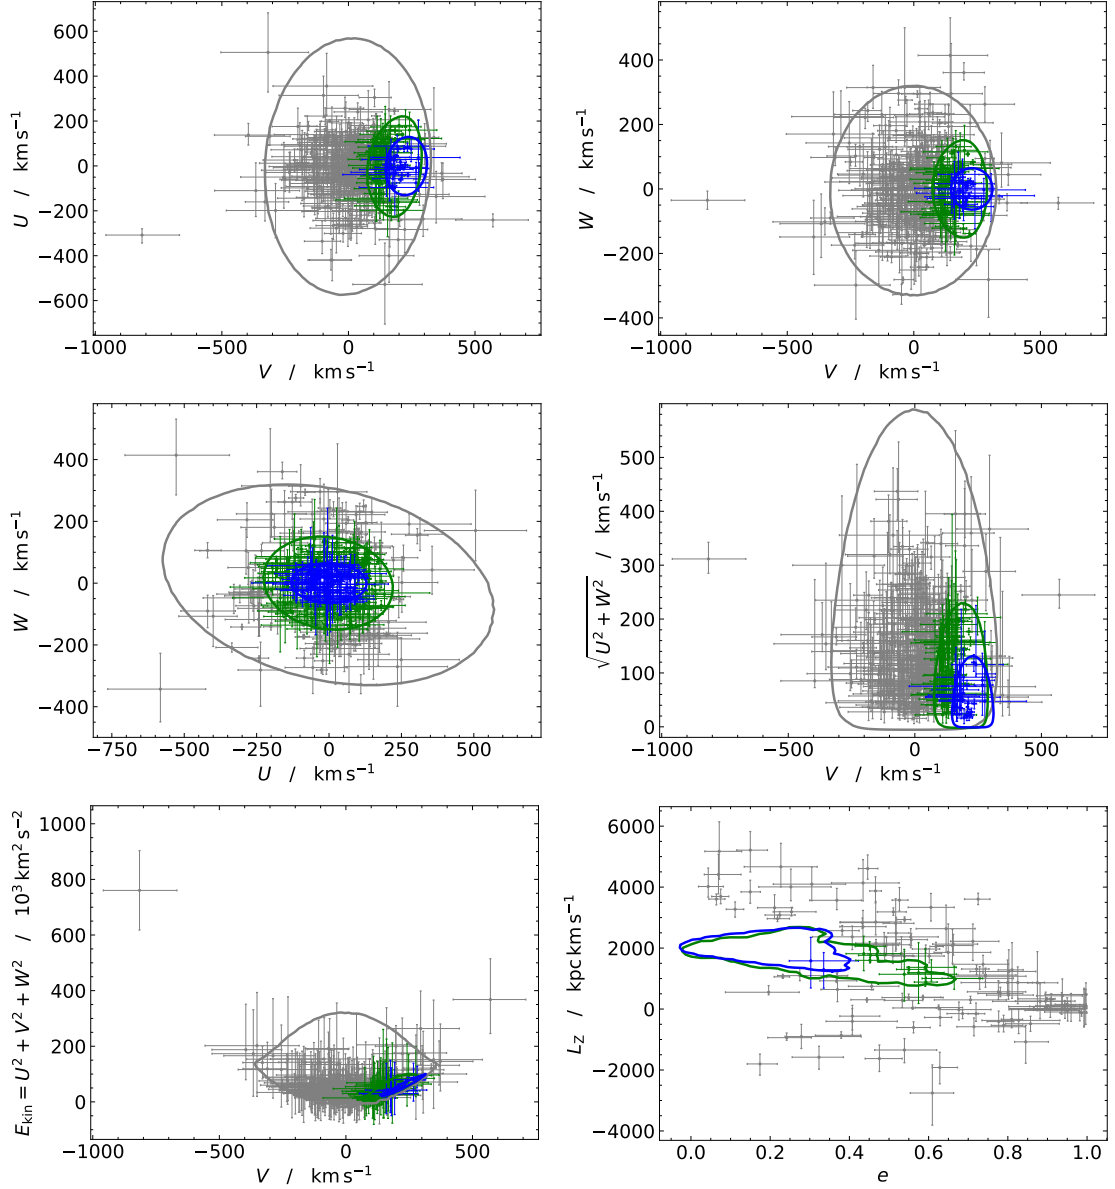 600
400
200
0
−200
−400
−600
U / km s⁻¹
−1000 −500 0 500
V / km s⁻¹
400
200
0
−200
−400
W / km s⁻¹
−1000 −500 0 500
V / km s⁻¹
400
200
0
−200
−400
W / km s⁻¹
−750 −500 −250 0 250 500
U / km s⁻¹
500
400
300
200
100
0
√U² + W² / km s⁻¹
−1000 −500 0 500
V / km s⁻¹
1000
800
600
400
200
0
E_kin = U² + V² + W² / 10³ km² s⁻²
−1000 −500 0 500
V / km s⁻¹
6000
4000
2000
0
−2000
−4000
L_Z / kpc km s⁻¹
0.0 0.2 0.4 0.6 0.8 1.0
e